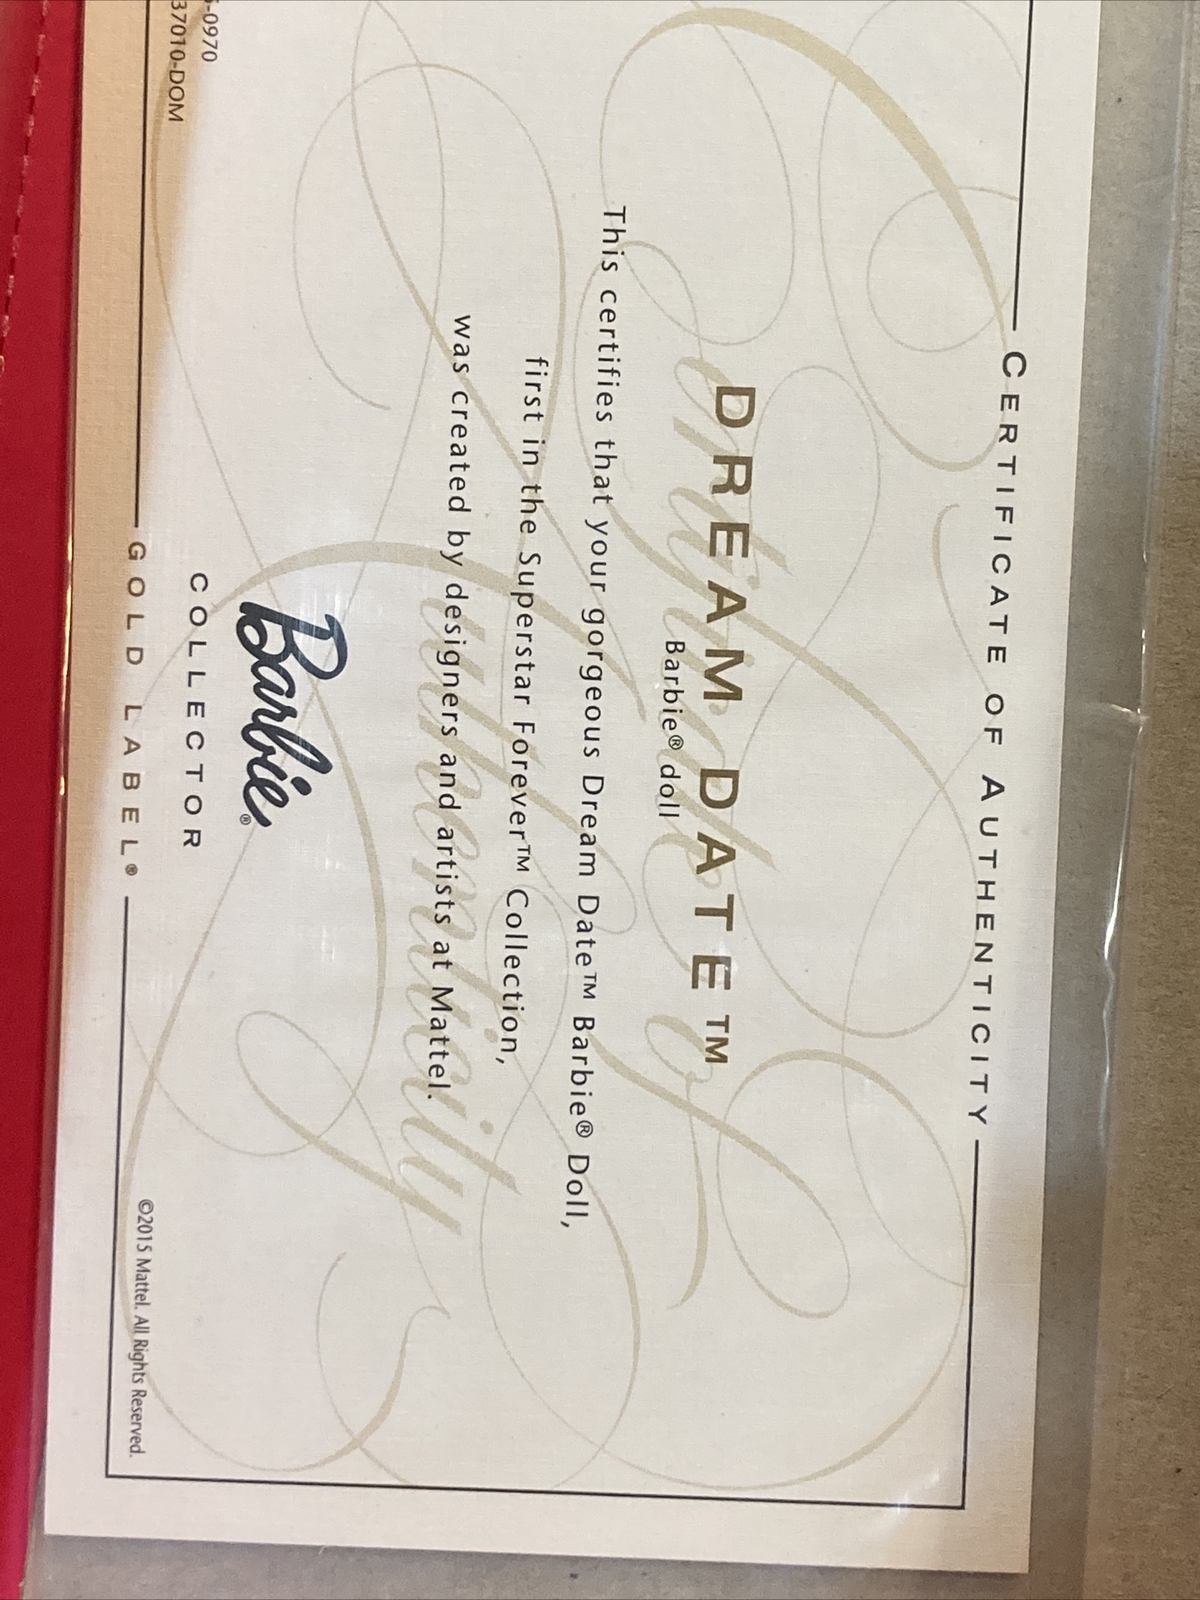 CERTIFICATE OF AUTHENTICITY
DREAM DATE™
Barbie® doll
This certifies that your gorgeous Dream Date™ Barbie® Doll,
first in the Superstar Forever™ Collection,
was created by designers and artists at Mattel.
Barbie®
COLLECTOR
-0970
37010-DOM
©2015 Mattel. All Rights Reserved.
GOLD LABEL®